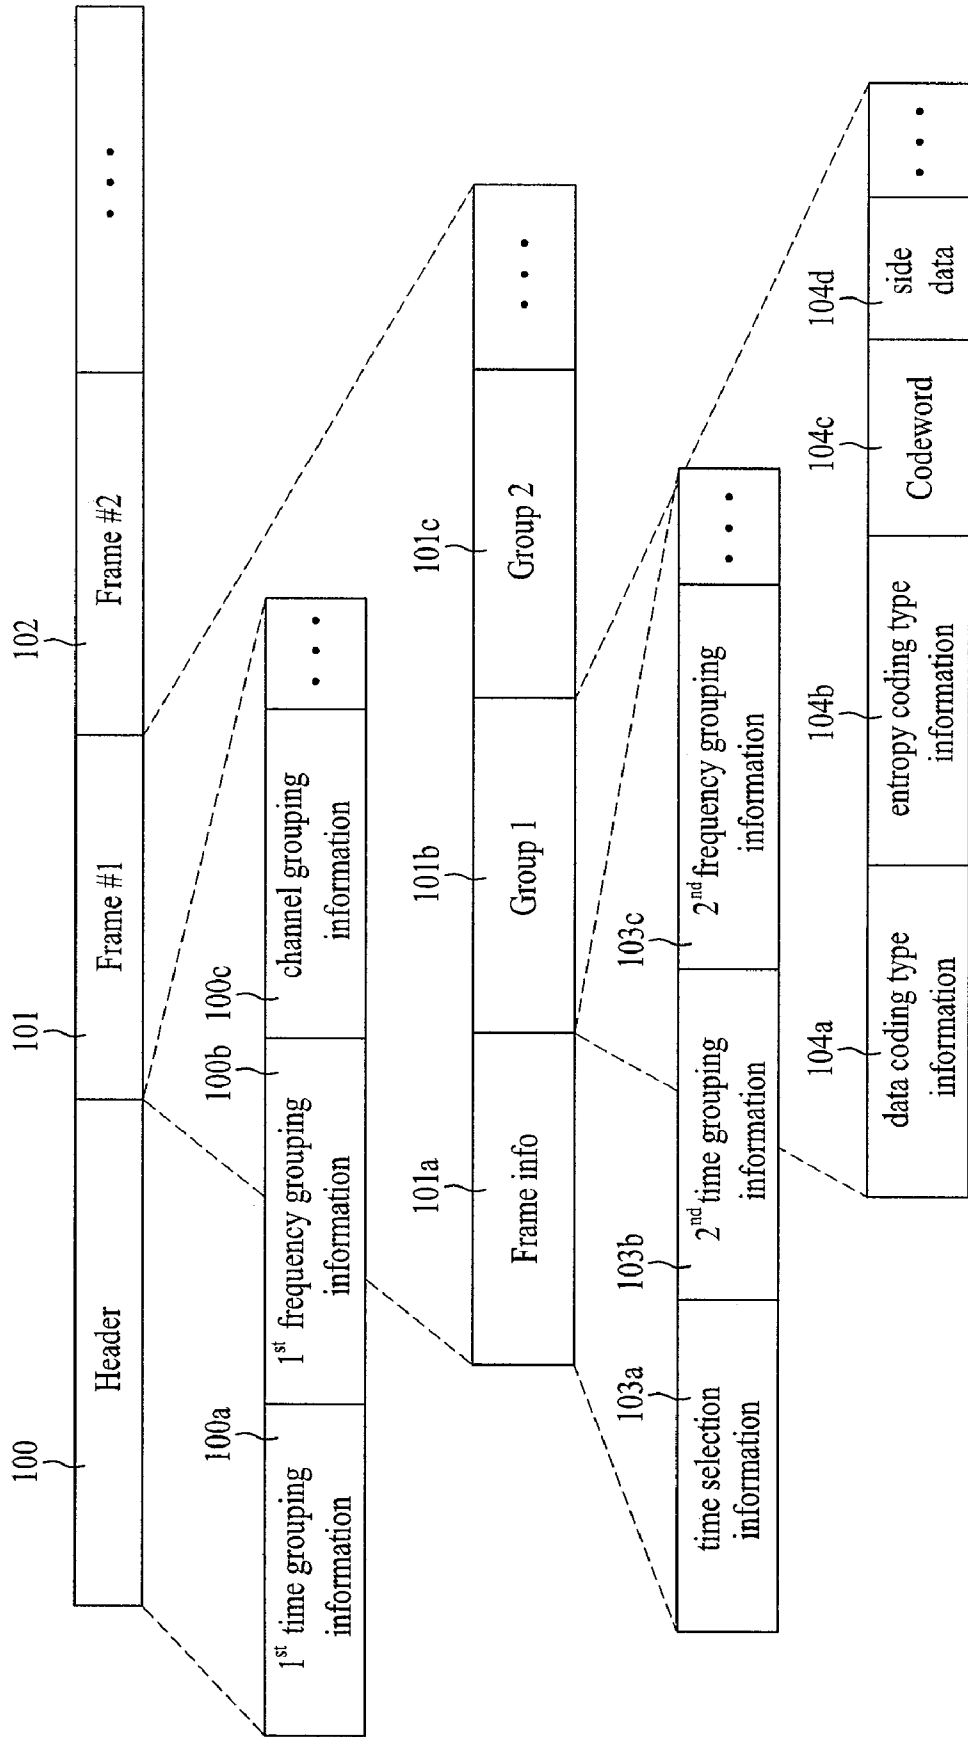 100
101
102
Header
Frame #1
Frame #2
• • •
100a
100b
100c
1st time grouping
information
1st frequency grouping
information
channel grouping
information
• • •
101a
101b
101c
Frame info
Group 1
Group 2
• • •
103a
103b
103c
time selection
information
2nd time grouping
information
2nd frequency grouping
information
• • •
104a
104b
104c
104d
data coding type
information
entropy coding type
information
Codeword
side
data
• • •